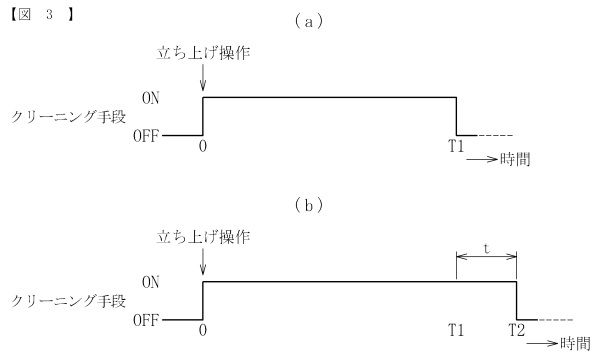 【図 3 】
(a)
立ち上げ操作
ON
クリーニング手段
OFF
0
T1
時間
(b)
立ち上げ操作
t
ON
クリーニング手段
OFF
0
T1
T2
時間